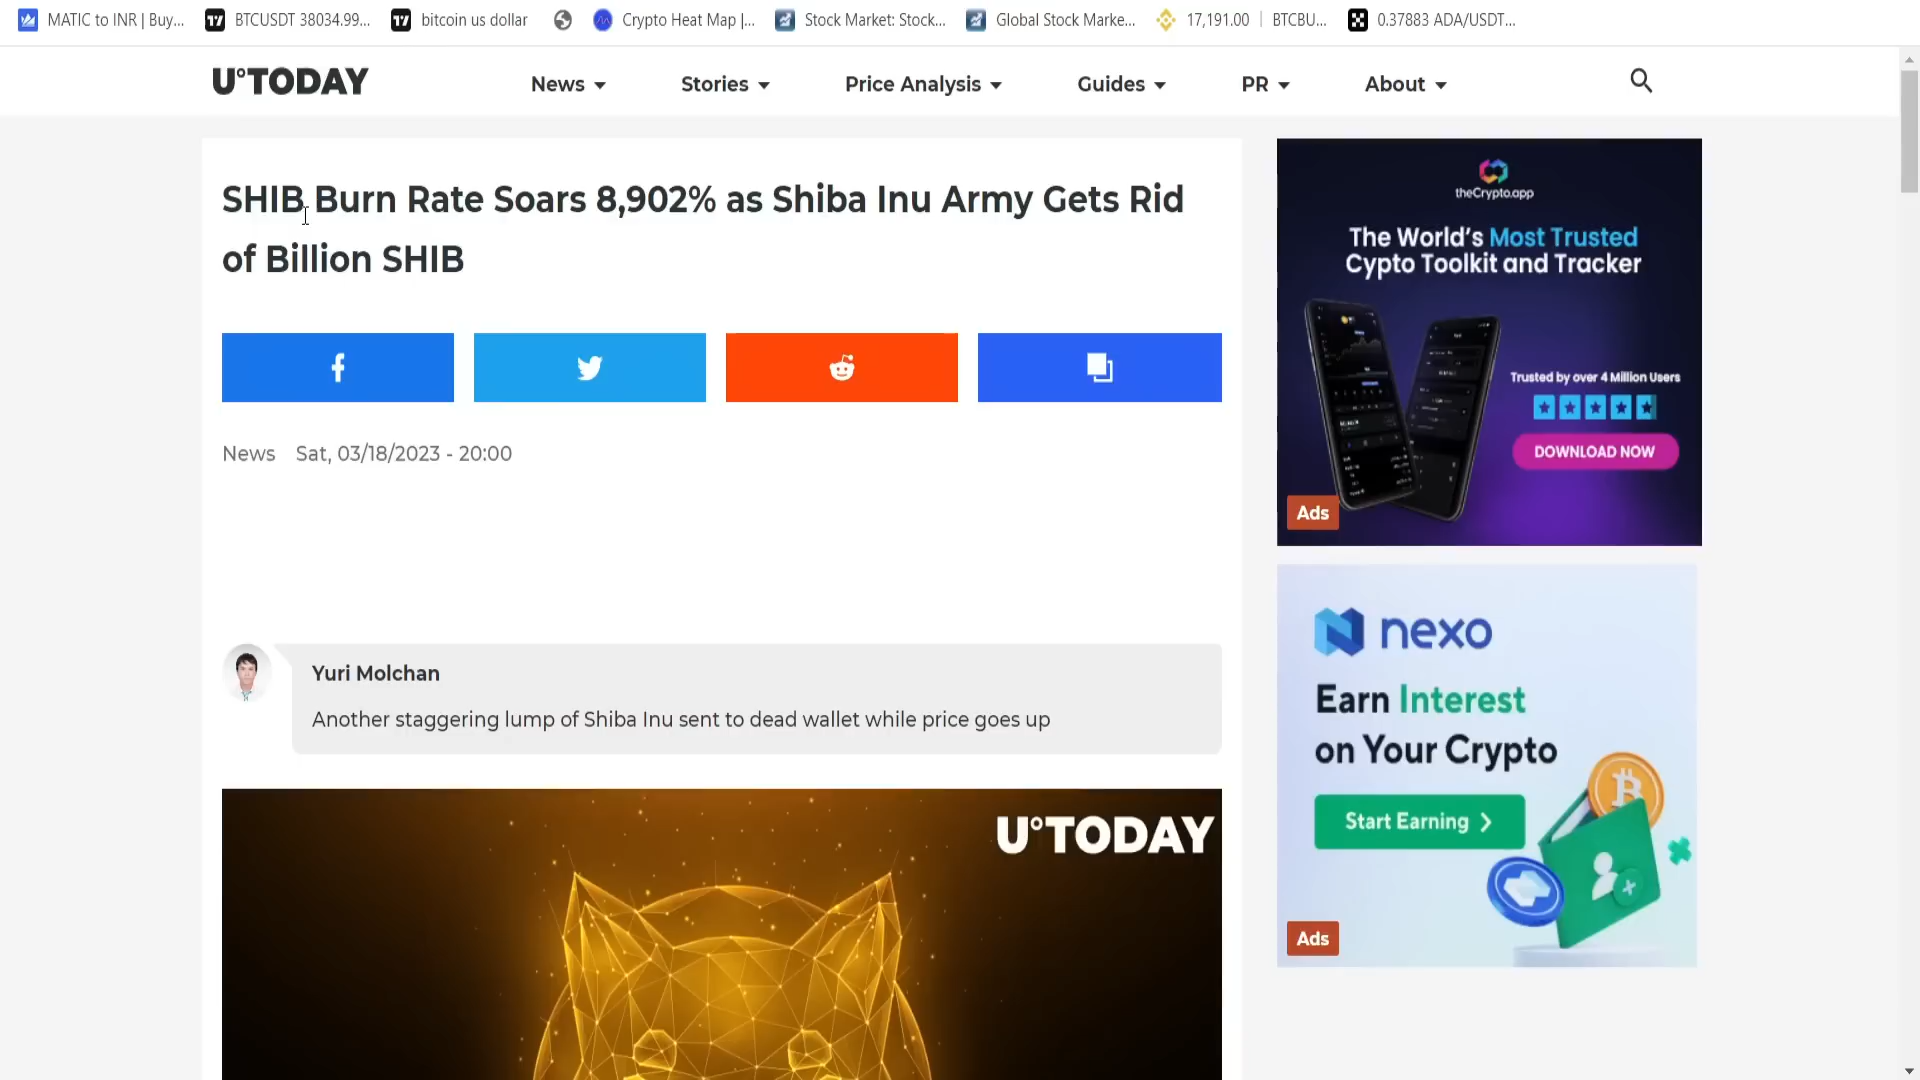 MATIC to INR | Buy...
BTCUSDT 38034.99...
bitcoin us dollar
Crypto Heat Map |...
Stock Market: Stock...
Global Stock Marke...
17,191.00 | BTCBU...
0.37883 ADA/USDT...
U°TODAY
News
Stories
Price Analysis
Guides
PR
About
SHIB Burn Rate Soars 8,902% as Shiba Inu Army Gets Rid
of Billion SHIB
News Sat, 03/18/2023 - 20:00
Yuri Molchan
Another staggering lump of Shiba Inu sent to dead wallet while price goes up
U°TODAY
theCrypto.app
The World's Most Trusted
Cypto Toolkit and Tracker
Trusted by over 4 Million Users
DOWNLOAD NOW
Ads
nexo
Earn Interest
on Your Crypto
Start Earning
Ads